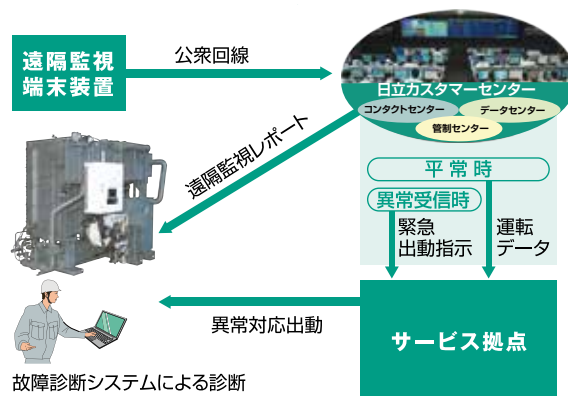 遠隔監視
端末装置
公衆回線
日立カスタマーセンター
コンタクトセンター
データセンター
管制センター
遠隔監視レポート
平常時
異常受信時
緊急
出動指示
運転
データ
異常対応出動
サービス拠点
故障診断システムによる診断